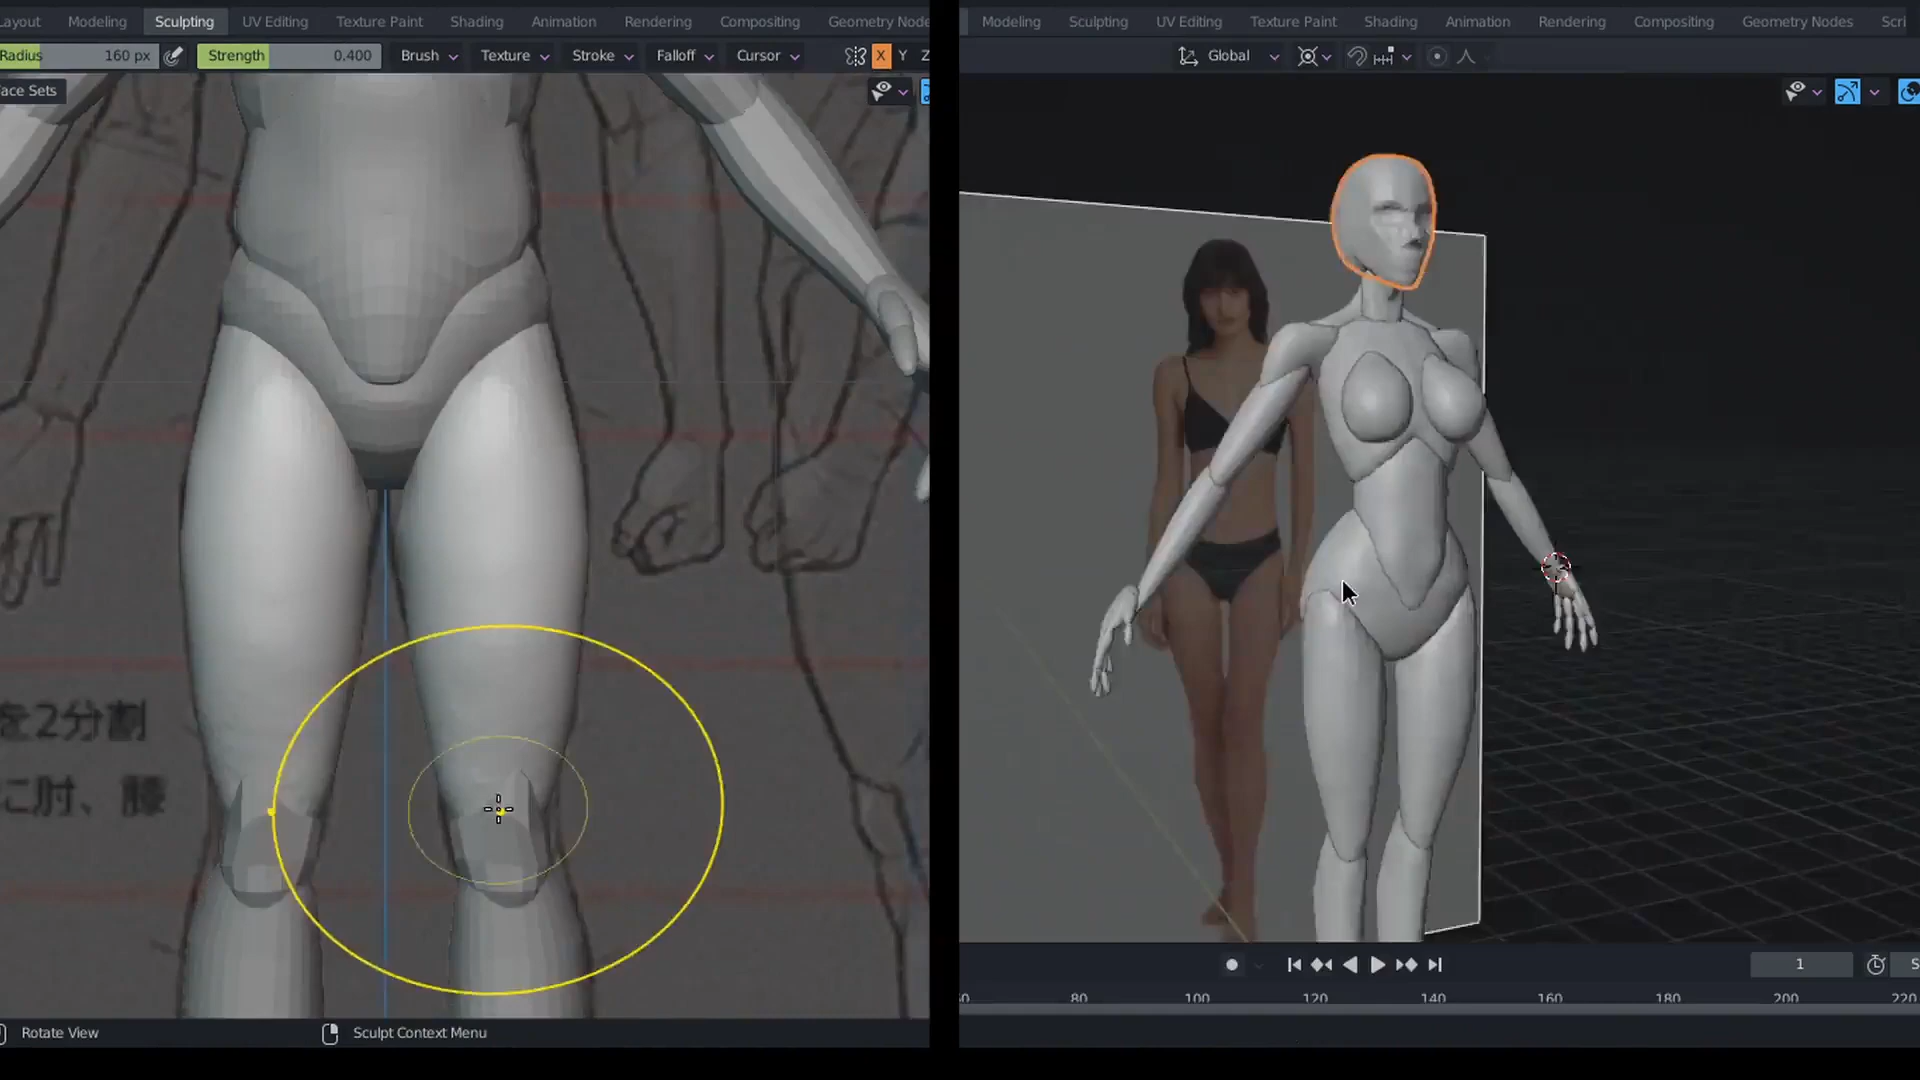 Layout Modeling Sculpting UV Editing Texture Paint Shading Animation Rendering Compositing Geometry Node
Radius 160 px Strength 0.400 Brush Texture Stroke Falloff Cursor X Y Z
ace Sets
を2分割
に肘、膝
Rotate View Sculpt Context Menu
Modeling Sculpting UV Editing Texture Paint Shading Animation Rendering Compositing Geometry Nodes Scri
Global
1 S
60 80 100 120 140 160 180 200 220